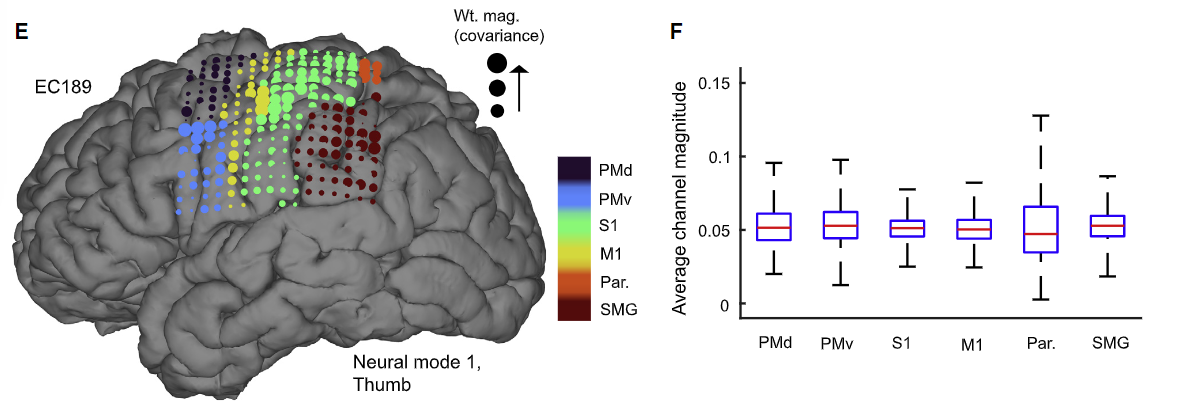 E
EC189
Wt. mag.
(covariance)
PMd
PMv
S1
M1
Par.
SMG
Neural mode 1,
Thumb
F
Average channel magnitude
0.15
0.1
0.05
0
PMd PMv S1 M1 Par. SMG